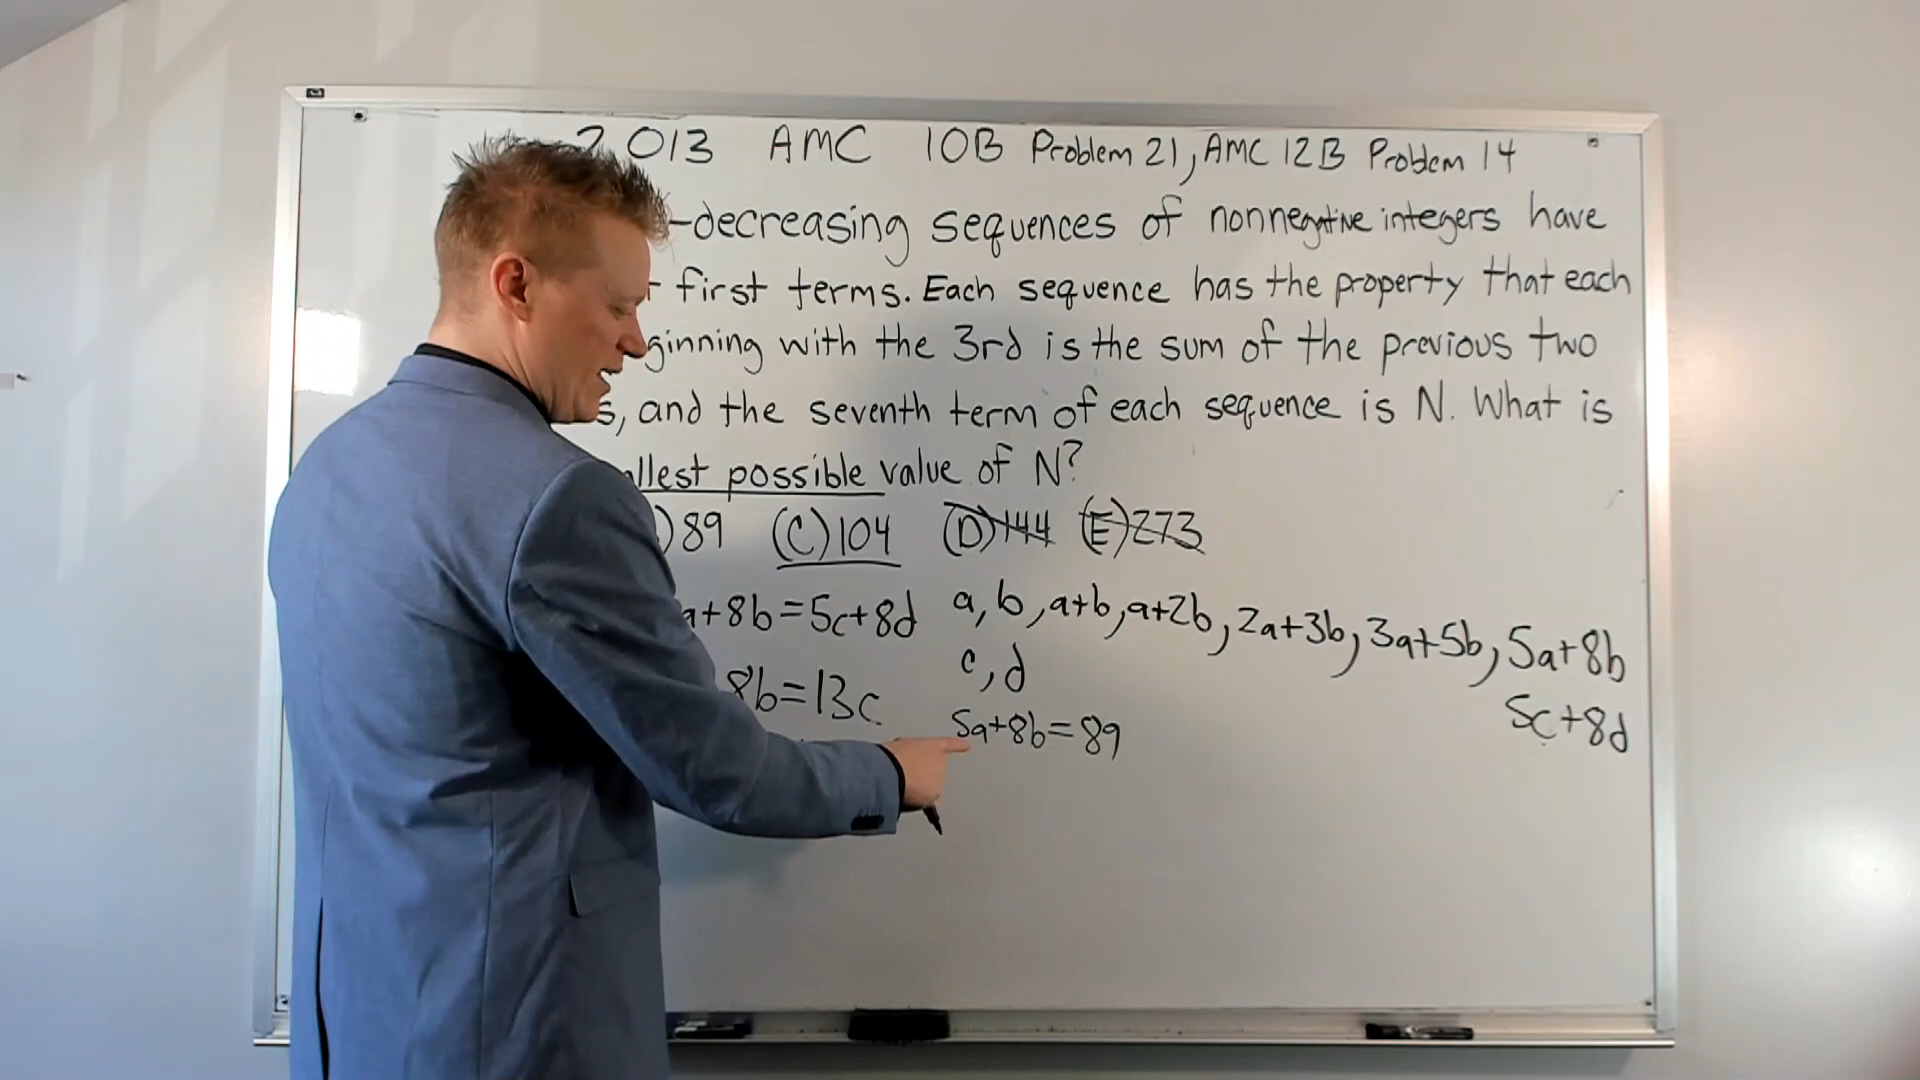 2013 AMC 10B Problem 21, AMC 12B Problem 14
-decreasing sequences of nonnegative integers have
first terms. Each sequence has the property that each
ginning with the 3rd is the sum of the previous two
s, and the seventh term of each sequence is N. What is
llest possible value of N?
)89 (C)104 (D)144 (E)273
a+8b=5c+8d
8b=13c
a, b, a+b, a+2b, 2a+3b, 3a+5b, 5a+8b
c, d
5c+8d
5a+8b=89